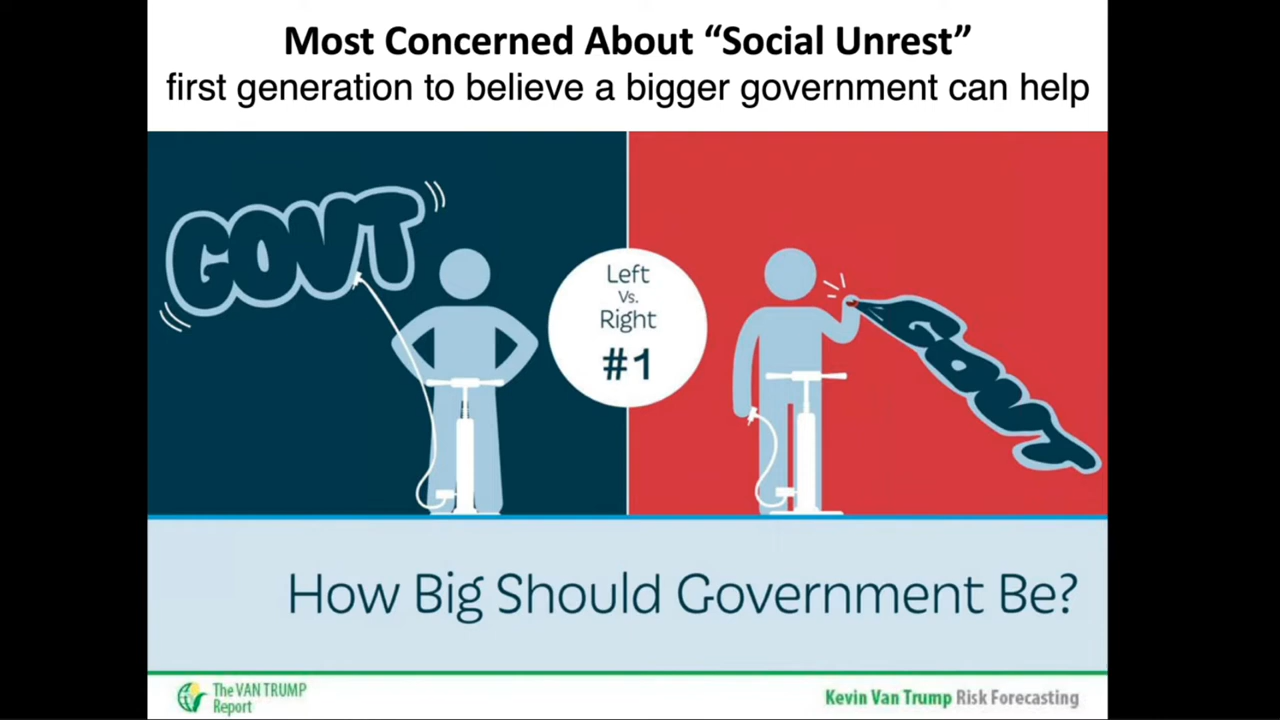 Most Concerned About “Social Unrest”
first generation to believe a bigger government can help
GOVT
Left
Vs.
Right
#1
GOVT
How Big Should Government Be?
The VAN TRUMP
Report
Kevin Van Trump Risk Forecasting